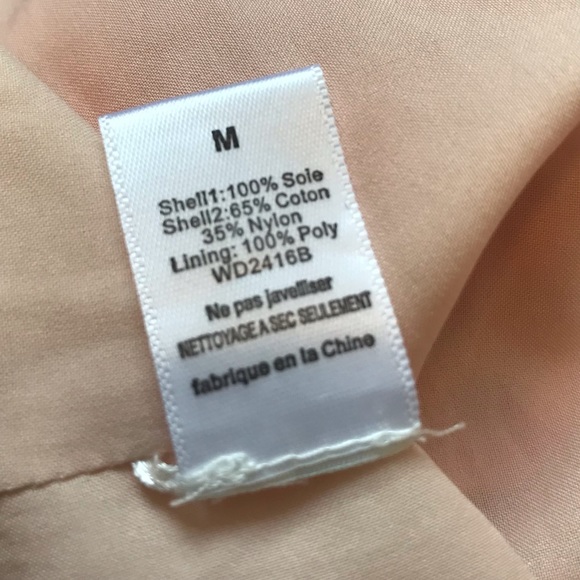 M
Shell1:100% Soie
Shell2:65% Coton
35% Nylon
Lining: 100% Poly
WD2416B
Ne pas javelliser
NETTOYAGE A SEC SEULEMENT
fabrique en la Chine